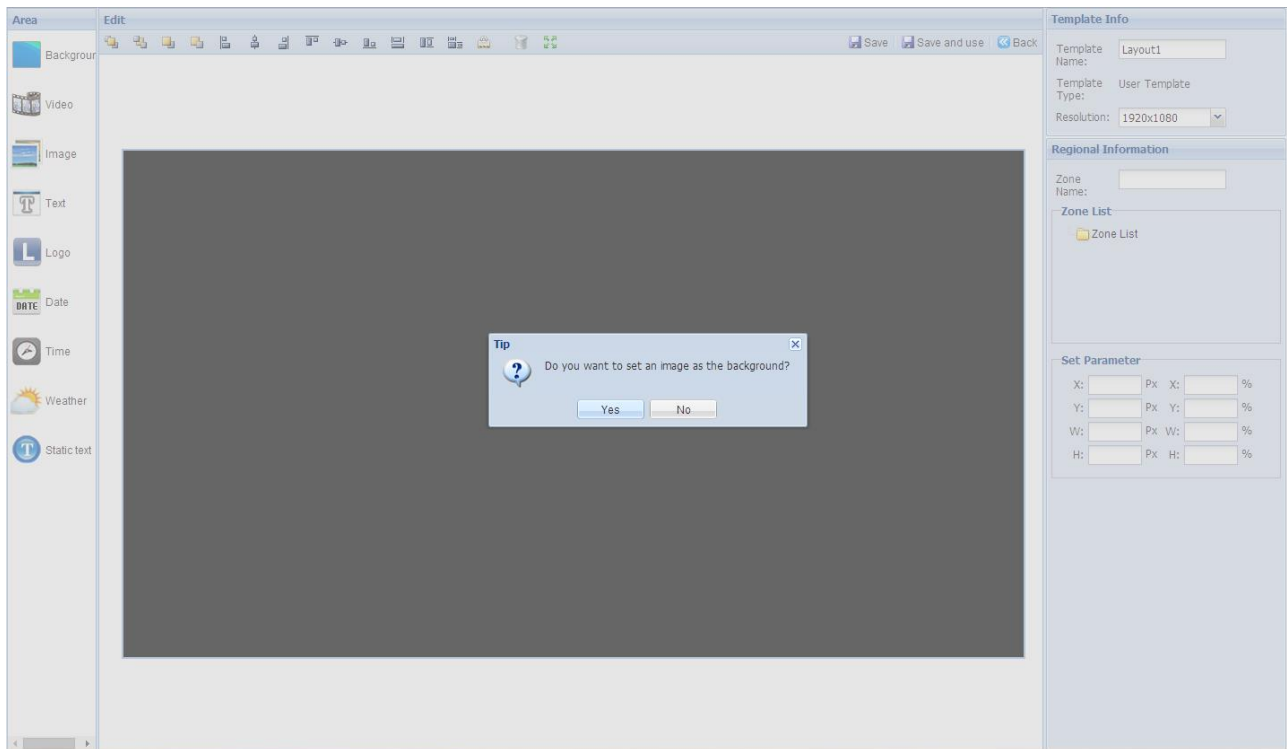 Area
Backgrour
Video
Image
T
Text
L
Logo
DATE
Date
Time
Weather
T
Static text
Edit
Save
Save and use
Back
Tip
?
Do you want to set an image as the background?
Yes
No
Template Info
Template
Name:
Layout1
Template
Type:
User Template
Resolution:
1920x1080
Regional Information
Zone
Name:
Zone List
Zone List
Set Parameter
X: Px X: %
Y: Px Y: %
W: Px W: %
H: Px H: %